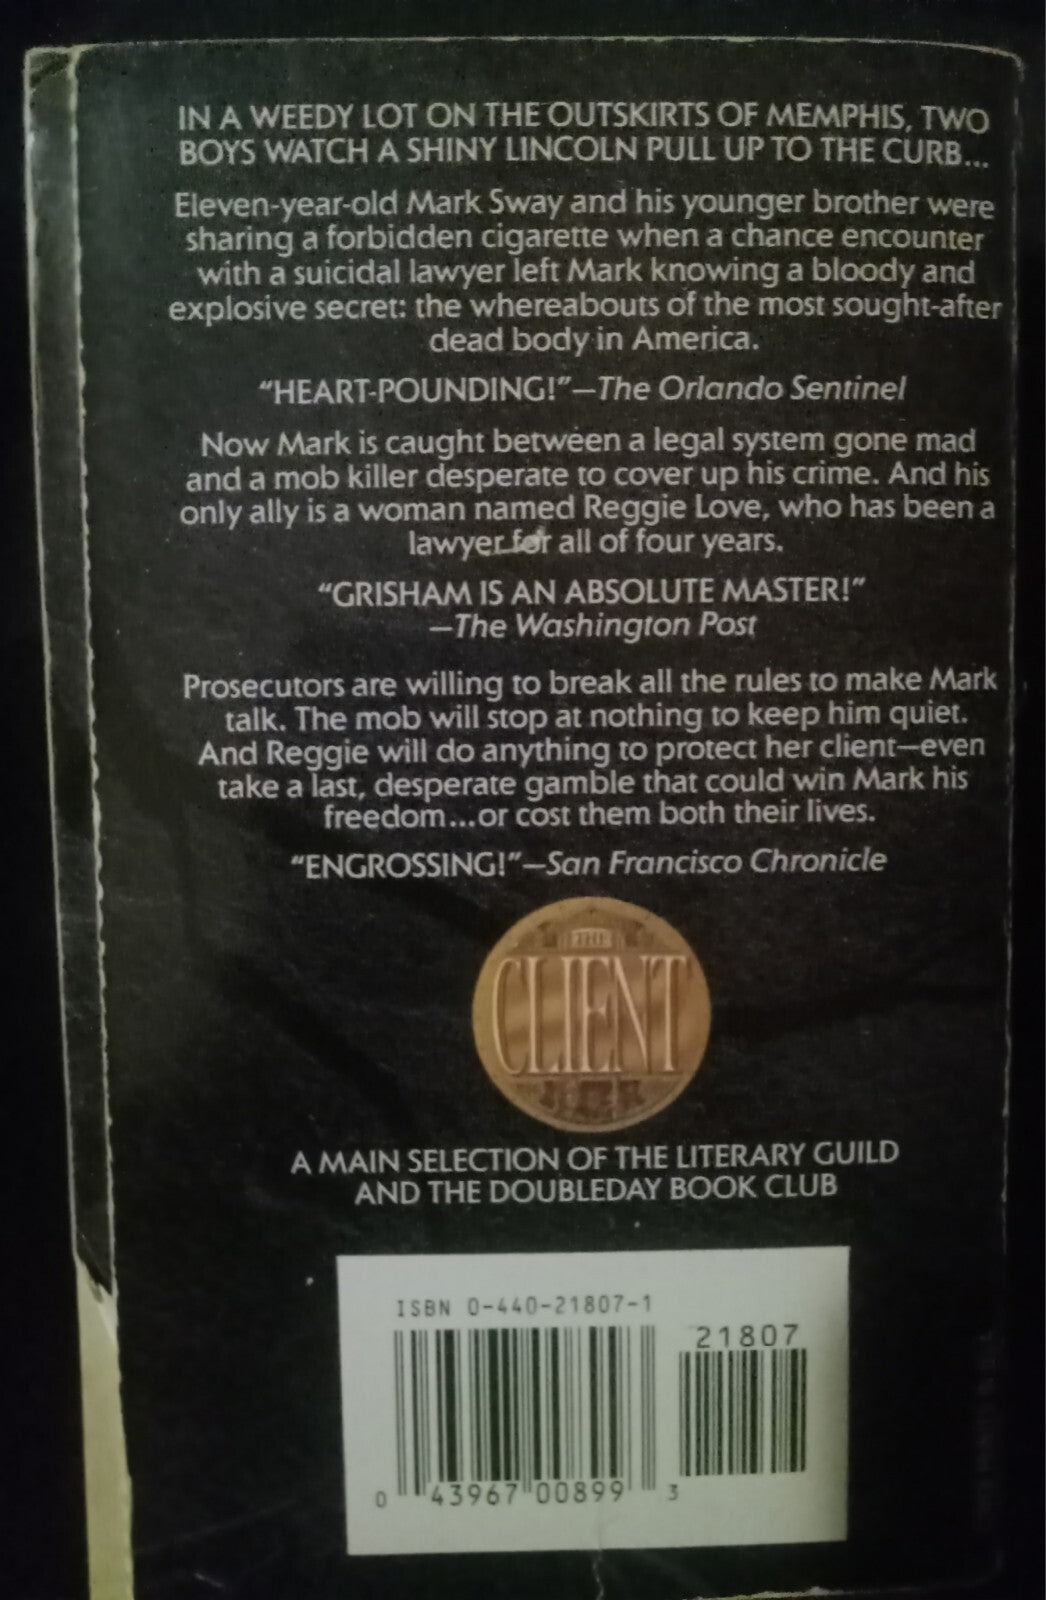 IN A WEEDY LOT ON THE OUTSKIRTS OF MEMPHIS, TWO
BOYS WATCH A SHINY LINCOLN PULL UP TO THE CURB...
Eleven-year-old Mark Sway and his younger brother were
sharing a forbidden cigarette when a chance encounter
with a suicidal lawyer left Mark knowing a bloody and
explosive secret: the whereabouts of the most sought-after
dead body in America.
“HEART-POUNDING!”—The Orlando Sentinel
Now Mark is caught between a legal system gone mad
and a mob killer desperate to cover up his crime. And his
only ally is a woman named Reggie Love, who has been a
lawyer for all of four years.
“GRISHAM IS AN ABSOLUTE MASTER!”
—The Washington Post
Prosecutors are willing to break all the rules to make Mark
talk. The mob will stop at nothing to keep him quiet.
And Reggie will do anything to protect her client—even
take a last, desperate gamble that could win Mark his
freedom...or cost them both their lives.
“ENGROSSING!”—San Francisco Chronicle
THE
CLIENT
A MAIN SELECTION OF THE LITERARY GUILD
AND THE DOUBLEDAY BOOK CLUB
ISBN 0-440-21807-1
21807
0 43967 00899 3